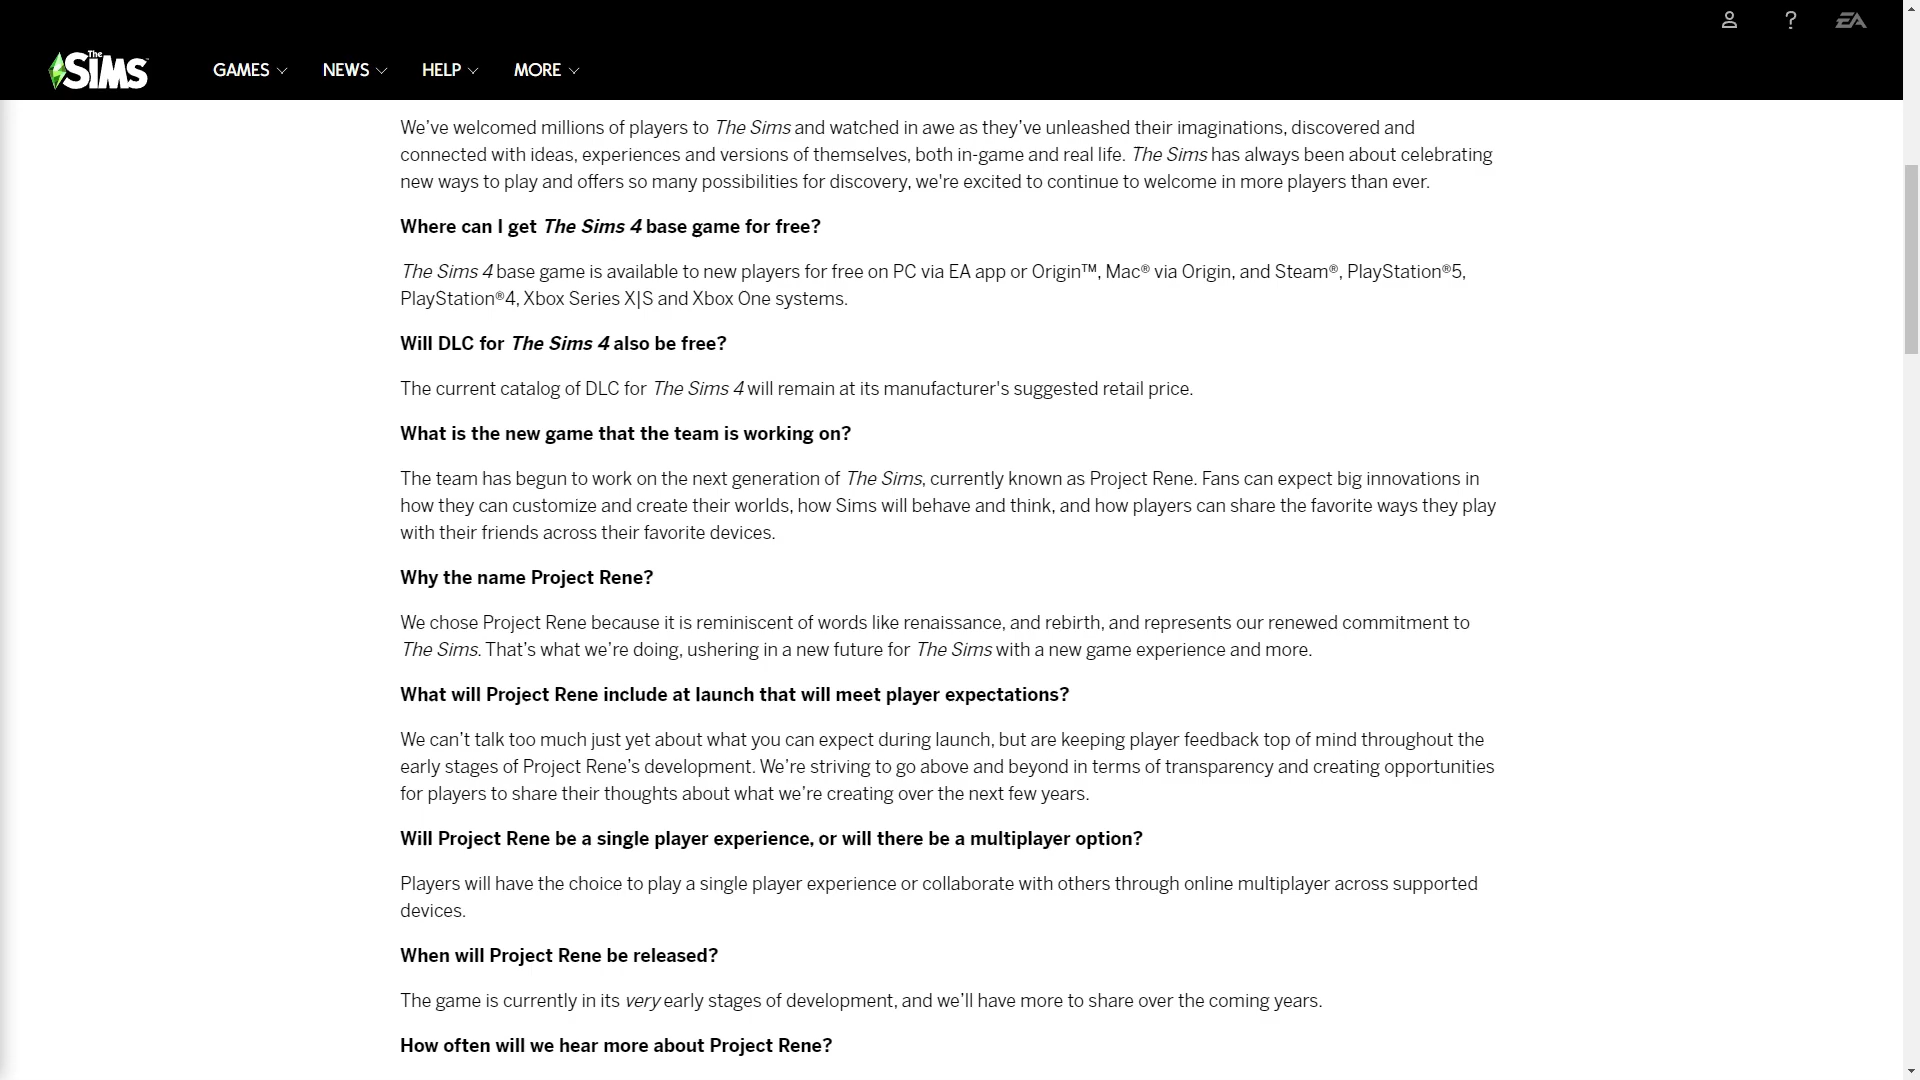 The SiMS
GAMES NEWS HELP MORE
? EA
We’ve welcomed millions of players to The Sims and watched in awe as they’ve unleashed their imaginations, discovered and
connected with ideas, experiences and versions of themselves, both in-game and real life. The Sims has always been about celebrating
new ways to play and offers so many possibilities for discovery, we're excited to continue to welcome in more players than ever.
Where can I get The Sims 4 base game for free?
The Sims 4 base game is available to new players for free on PC via EA app or Origin™, Mac® via Origin, and Steam®, PlayStation®5,
PlayStation®4, Xbox Series X|S and Xbox One systems.
Will DLC for The Sims 4 also be free?
The current catalog of DLC for The Sims 4 will remain at its manufacturer's suggested retail price.
What is the new game that the team is working on?
The team has begun to work on the next generation of The Sims, currently known as Project Rene. Fans can expect big innovations in
how they can customize and create their worlds, how Sims will behave and think, and how players can share the favorite ways they play
with their friends across their favorite devices.
Why the name Project Rene?
We chose Project Rene because it is reminiscent of words like renaissance, and rebirth, and represents our renewed commitment to
The Sims. That’s what we’re doing, ushering in a new future for The Sims with a new game experience and more.
What will Project Rene include at launch that will meet player expectations?
We can’t talk too much just yet about what you can expect during launch, but are keeping player feedback top of mind throughout the
early stages of Project Rene’s development. We’re striving to go above and beyond in terms of transparency and creating opportunities
for players to share their thoughts about what we’re creating over the next few years.
Will Project Rene be a single player experience, or will there be a multiplayer option?
Players will have the choice to play a single player experience or collaborate with others through online multiplayer across supported
devices.
When will Project Rene be released?
The game is currently in its very early stages of development, and we’ll have more to share over the coming years.
How often will we hear more about Project Rene?